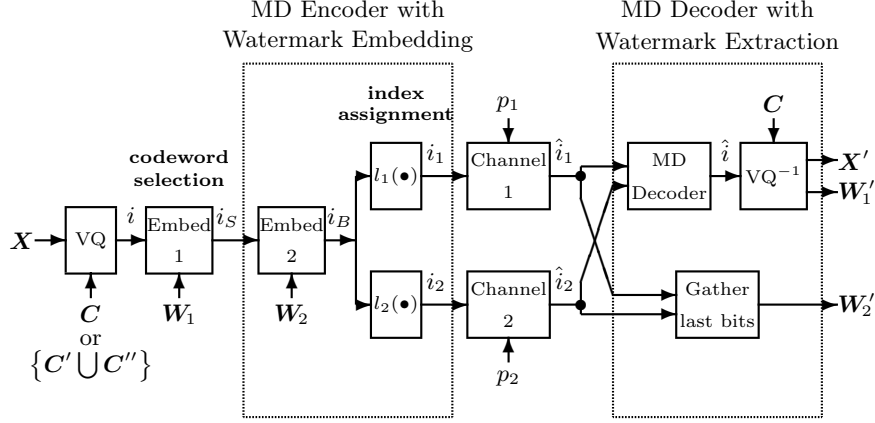 MD Encoder with
Watermark Embedding
MD Decoder with
Watermark Extraction
index
assignment
codeword
selection
p₁
C
l₁(•)
i₁
Channel
1
î₁
MD
Decoder
î
VQ⁻¹
X′
W₁′
X
VQ
i
Embed
1
i_S
Embed
2
i_B
C
or
{C′ ⋃ C″}
W₁
W₂
l₂(•)
i₂
Channel
2
î₂
p₂
Gather
last bits
W₂′